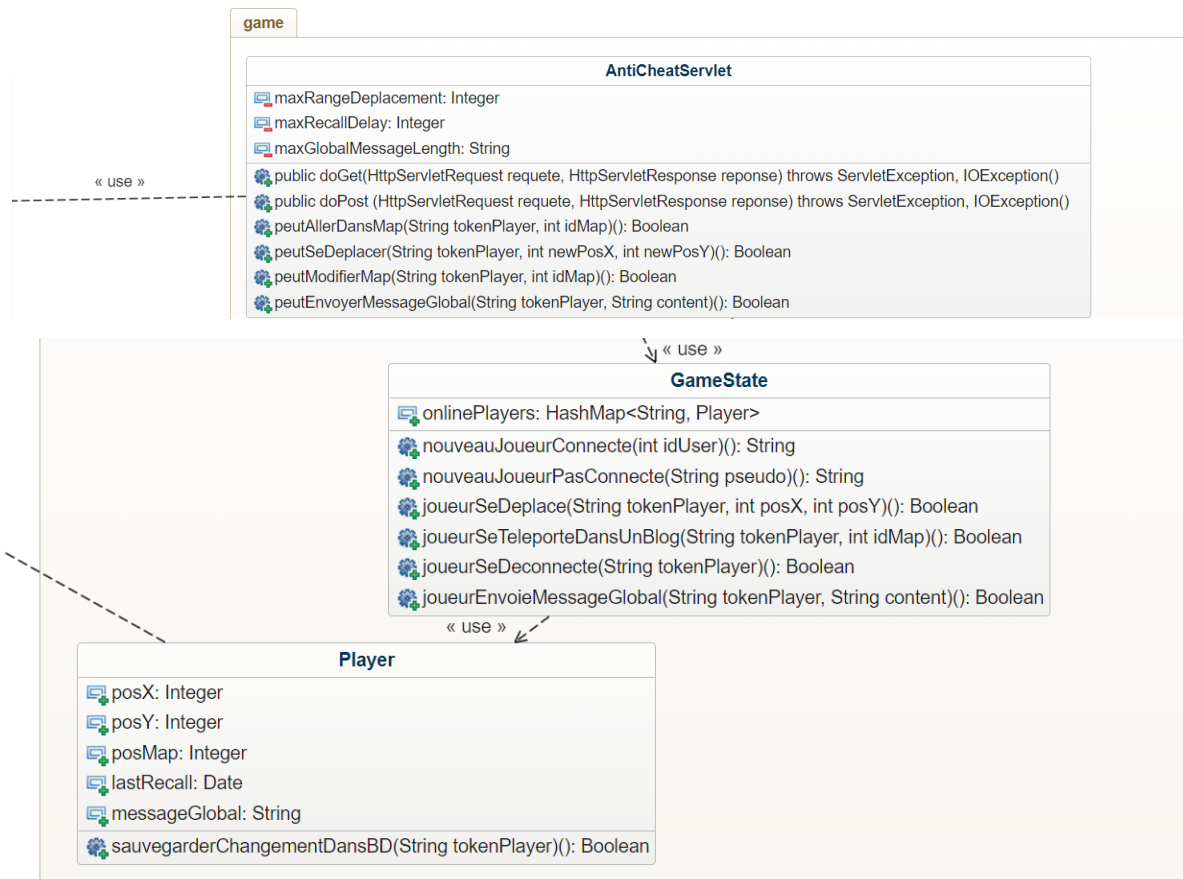 game
AntiCheatServlet
maxRangeDeplacement: Integer
maxRecallDelay: Integer
maxGlobalMessageLength: String
« use »
public doGet(HttpServletRequest requete, HttpServletResponse reponse) throws ServletException, IOException()
public doPost (HttpServletRequest requete, HttpServletResponse reponse) throws ServletException, IOException()
peutAllerDansMap(String tokenPlayer, int idMap)(): Boolean
peutSeDeplacer(String tokenPlayer, int newPosX, int newPosY)(): Boolean
peutModifierMap(String tokenPlayer, int idMap)(): Boolean
peutEnvoyerMessageGlobal(String tokenPlayer, String content)(): Boolean
« use »
GameState
onlinePlayers: HashMap<String, Player>
nouveauJoueurConnecte(int idUser)(): String
nouveauJoueurPasConnecte(String pseudo)(): String
joueurSeDeplace(String tokenPlayer, int posX, int posY)(): Boolean
joueurSeTeleporteDansUnBlog(String tokenPlayer, int idMap)(): Boolean
joueurSeDeconnecte(String tokenPlayer)(): Boolean
joueurEnvoieMessageGlobal(String tokenPlayer, String content)(): Boolean
« use »
Player
posX: Integer
posY: Integer
posMap: Integer
lastRecall: Date
messageGlobal: String
sauvegarderChangementDansBD(String tokenPlayer)(): Boolean